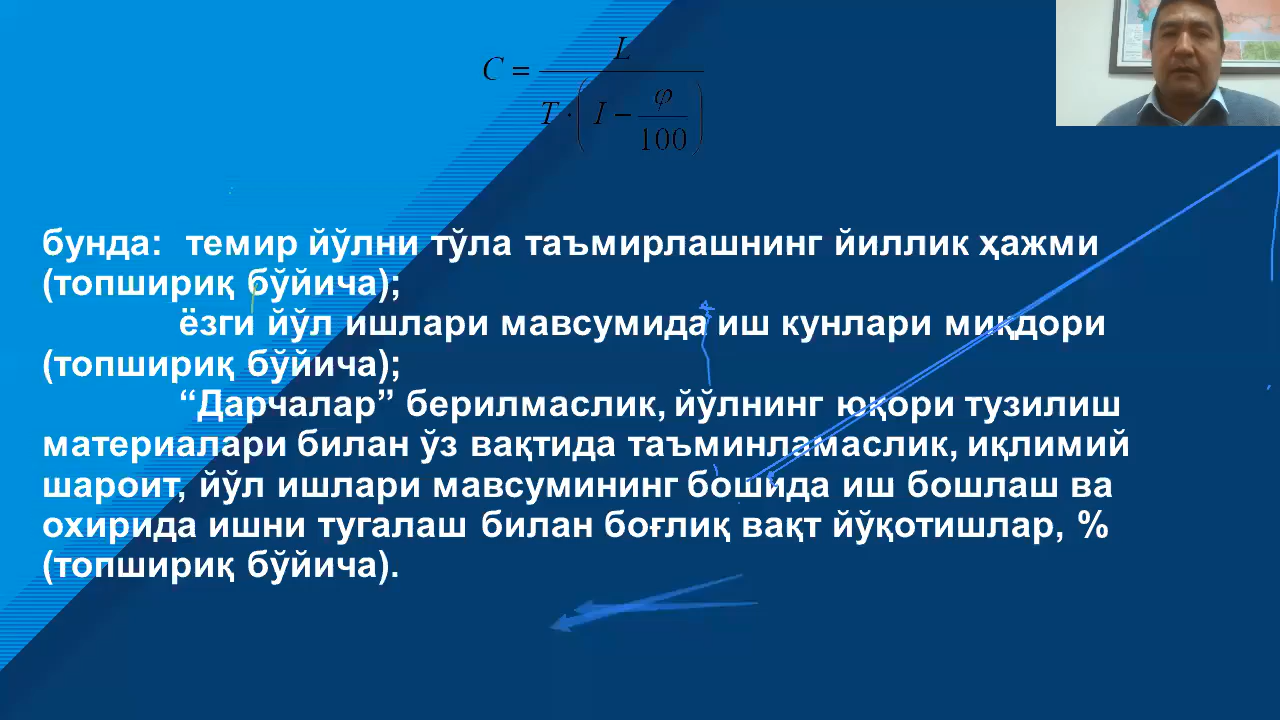 C = L / (T · (I − φ/100))
бунда: темир йўлни тўла таъмирлашнинг йиллик ҳажми
(топшириқ бўйича);
ёзги йўл ишлари мавсумида иш кунлари миқдори
(топшириқ бўйича);
“Дарчалар” берилмаслик, йўлнинг юқори тузилиш
материалари билан ўз вақтида таъминламаслик, иқлимий
шароит, йўл ишлари мавсумининг бошида иш бошлаш ва
охирида ишни тугалаш билан боғлиқ вақт йўқотишлар, %
(топшириқ бўйича).